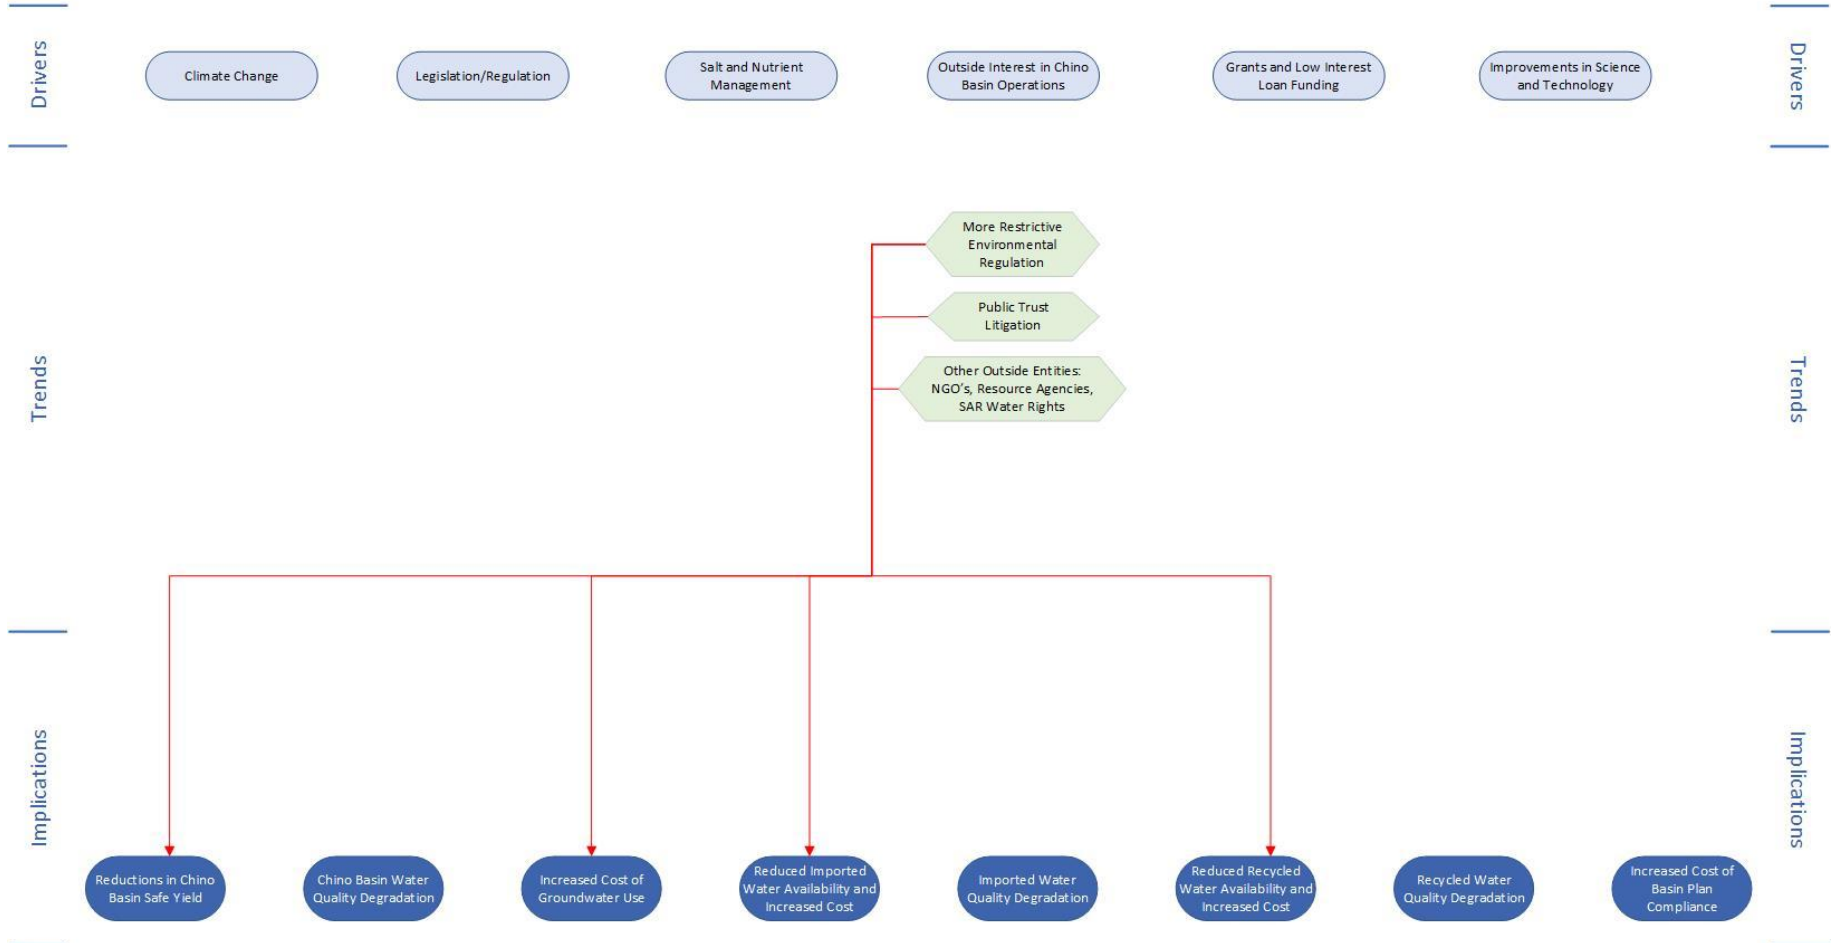 Drivers
Climate Change
Legislation/Regulation
Salt and Nutrient
Management
Outside Interest in Chino
Basin Operations
Grants and Low Interest
Loan Funding
Improvements in Science
and Technology
Drivers
Trends
More Restrictive
Environmental
Regulation
Public Trust
Litigation
Other Outside Entities:
NGO's, Resource Agencies,
SAR Water Rights
Trends
Implications
Reductions in Chino
Basin Safe Yield
Chino Basin Water
Quality Degradation
Increased Cost of
Groundwater Use
Reduced Imported
Water Availability and
Increased Cost
Imported Water
Quality Degradation
Reduced Recycled
Water Availability and
Increased Cost
Recycled Water
Quality Degradation
Increased Cost of
Basin Plan
Compliance
Implications